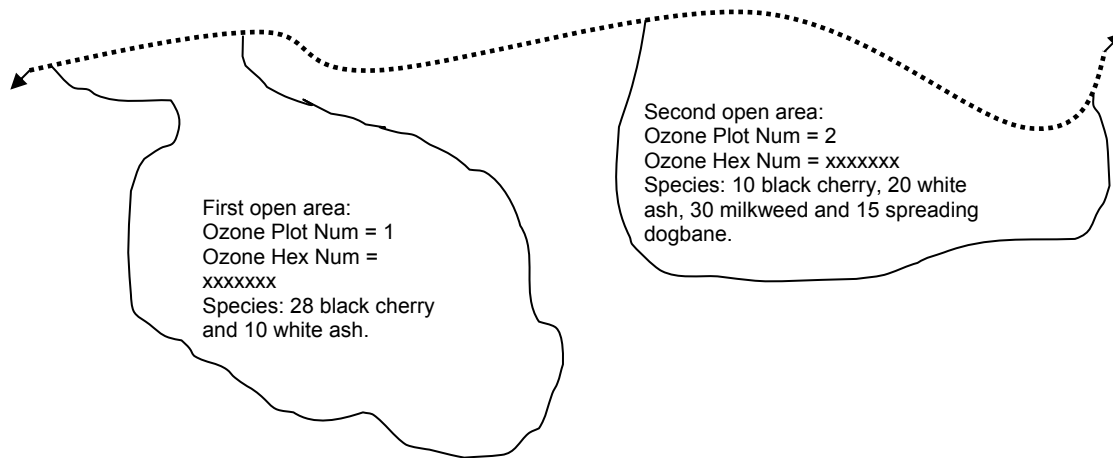 First open area:
Ozone Plot Num = 1
Ozone Hex Num =
xxxxxxx
Species: 28 black cherry
and 10 white ash.
Second open area:
Ozone Plot Num = 2
Ozone Hex Num = xxxxxxx
Species: 10 black cherry, 20 white
ash, 30 milkweed and 15 spreading
dogbane.